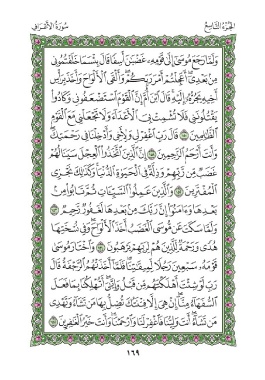 الجزء التاسع
سورة الأعراف
وَلَمَّا رَجَعَ مُوسَىٰٓ إِلَىٰ قَوْمِهِۦ غَضْبَٰنَ أَسِفًا قَالَ بِئْسَمَا خَلَفْتُمُونِى
مِنۢ بَعْدِىٓ أَعَجِلْتُمْ أَمْرَ رَبِّكُمْ وَأَلْقَى ٱلْأَلْوَاحَ وَأَخَذَ بِرَأْسِ
أَخِيهِ يَجُرُّهُۥٓ إِلَيْهِ قَالَ ٱبْنَ أُمَّ إِنَّ ٱلْقَوْمَ ٱسْتَضْعَفُونِى وَكَادُوا۟
يَقْتُلُونَنِى فَلَا تُشْمِتْ بِىَ ٱلْأَعْدَآءَ وَلَا تَجْعَلْنِى مَعَ ٱلْقَوْمِ
ٱلظَّٰلِمِينَ ١٥٠ قَالَ رَبِّ ٱغْفِرْ لِى وَلِأَخِى وَأَدْخِلْنَا فِى رَحْمَتِكَ
وَأَنتَ أَرْحَمُ ٱلرَّٰحِمِينَ ١٥١ إِنَّ ٱلَّذِينَ ٱتَّخَذُوا۟ ٱلْعِجْلَ سَيَنَالُهُمْ
غَضَبٌ مِّن رَّبِّهِمْ وَذِلَّةٌ فِى ٱلْحَيَوٰةِ ٱلدُّنْيَا وَكَذَٰلِكَ نَجْزِى
ٱلْمُفْتَرِينَ ١٥٢ وَٱلَّذِينَ عَمِلُوا۟ ٱلسَّيِّـَٔاتِ ثُمَّ تَابُوا۟ مِنۢ
بَعْدِهَا وَءَامَنُوٓا۟ إِنَّ رَبَّكَ مِنۢ بَعْدِهَا لَغَفُورٌ رَّحِيمٌ ١٥٣
وَلَمَّا سَكَتَ عَن مُّوسَى ٱلْغَضَبُ أَخَذَ ٱلْأَلْوَاحَ وَفِى نُسْخَتِهَا
هُدًى وَرَحْمَةٌ لِّلَّذِينَ هُمْ لِرَبِّهِمْ يَرْهَبُونَ ١٥٤ وَٱخْتَارَ مُوسَىٰ
قَوْمَهُۥ سَبْعِينَ رَجُلًا لِّمِيقَٰتِنَا فَلَمَّآ أَخَذَتْهُمُ ٱلرَّجْفَةُ قَالَ
رَبِّ لَوْ شِئْتَ أَهْلَكْتَهُم مِّن قَبْلُ وَإِيَّٰىَ أَتُهْلِكُنَا بِمَا فَعَلَ
ٱلسُّفَهَآءُ مِنَّآ إِنْ هِىَ إِلَّا فِتْنَتُكَ تُضِلُّ بِهَا مَن تَشَآءُ وَتَهْدِى
مَن تَشَآءُ أَنتَ وَلِيُّنَا فَٱغْفِرْ لَنَا وَٱرْحَمْنَا وَأَنتَ خَيْرُ ٱلْغَٰفِرِينَ ١٥٥
١٦٩